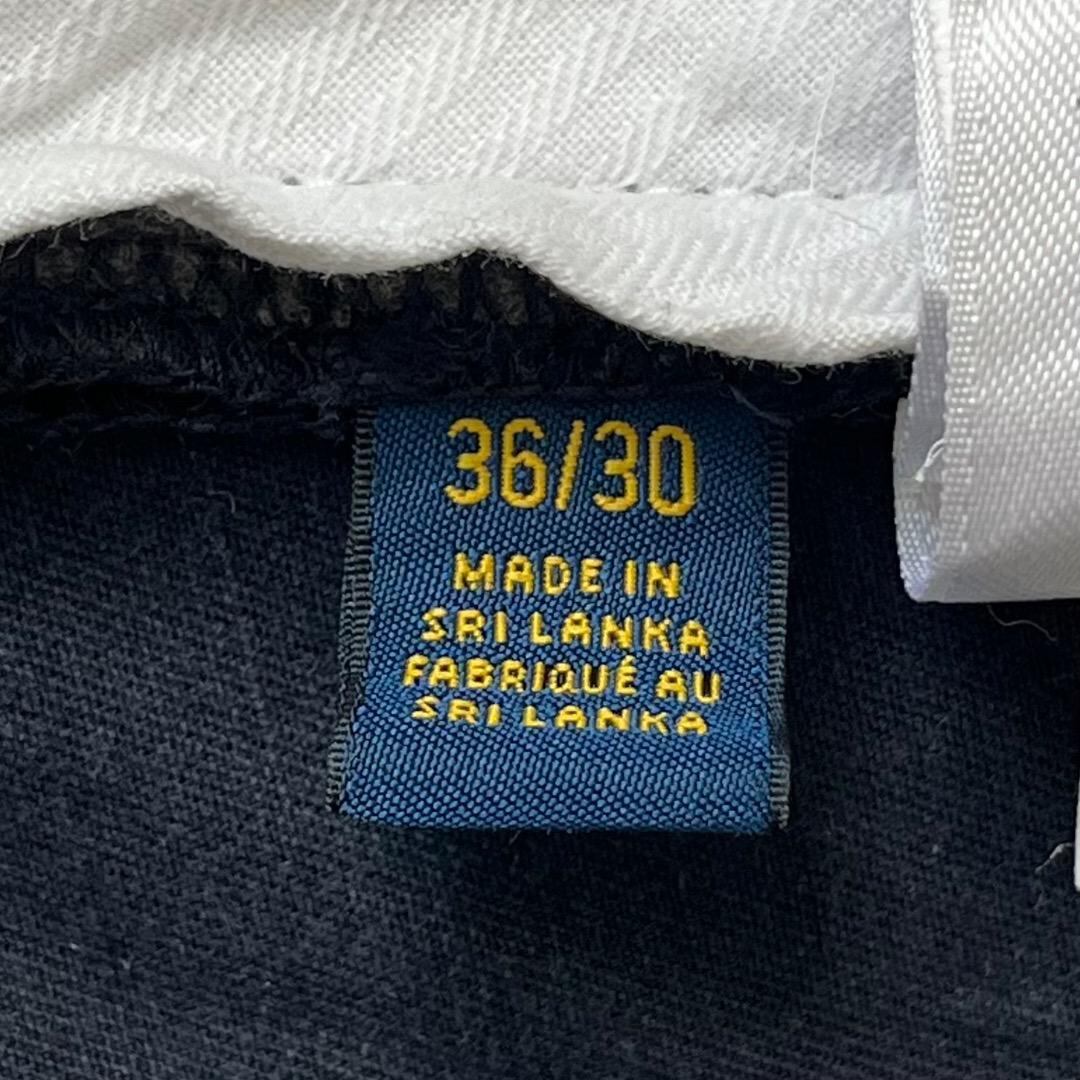 36/30
MADE IN
SRI LANKA
FABRIQUÉ AU
SRI LANKA